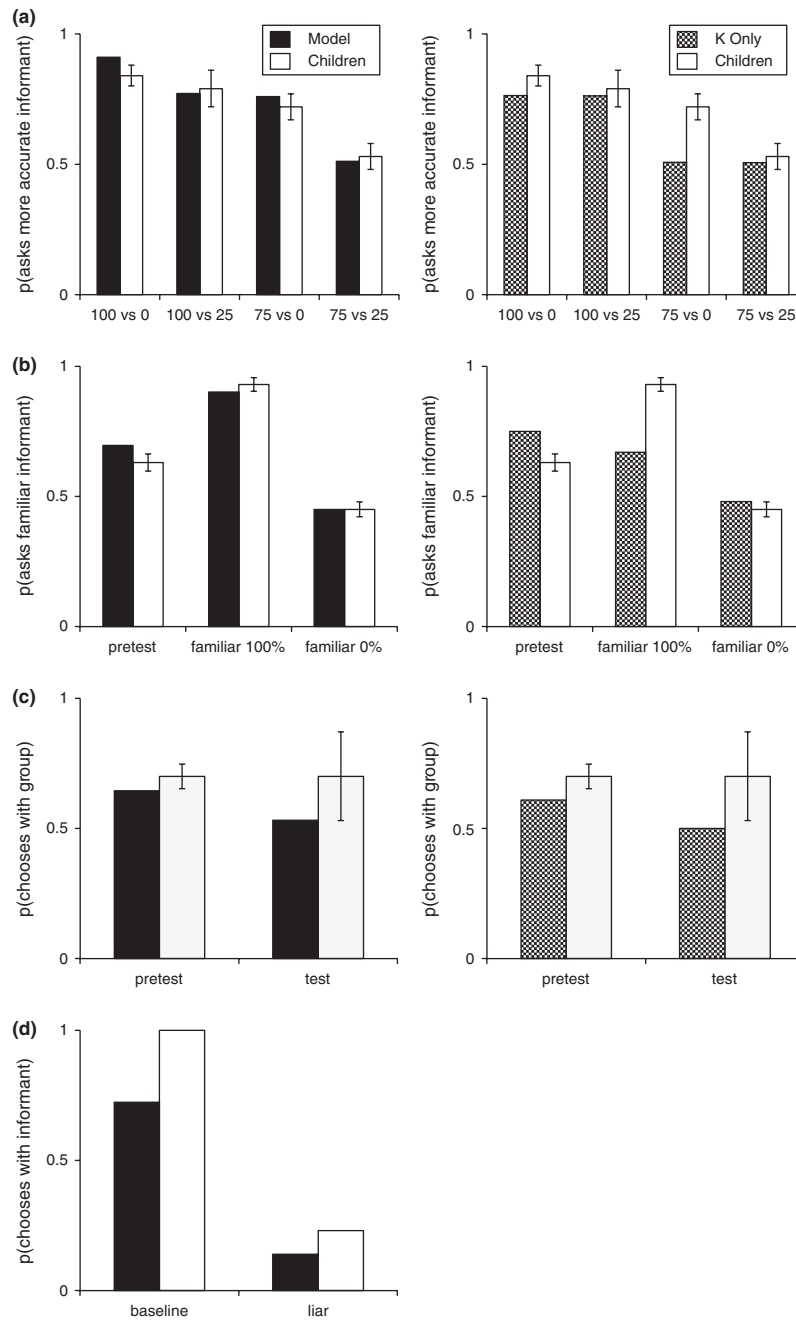 (a)
p(asks more accurate informant)
1
0.5
0
Model
Children
100 vs 0 100 vs 25 75 vs 0 75 vs 25
p(asks more accurate informant)
1
0.5
0
K Only
Children
100 vs 0 100 vs 25 75 vs 0 75 vs 25
(b)
p(asks familiar informant)
1
0.5
0
pretest familiar 100% familiar 0%
p(asks familiar informant)
1
0.5
0
pretest familiar 100% familiar 0%
(c)
p(chooses with group)
1
0.5
0
pretest test
p(chooses with group)
1
0.5
0
pretest test
(d)
p(chooses with informant)
1
0.5
0
baseline liar